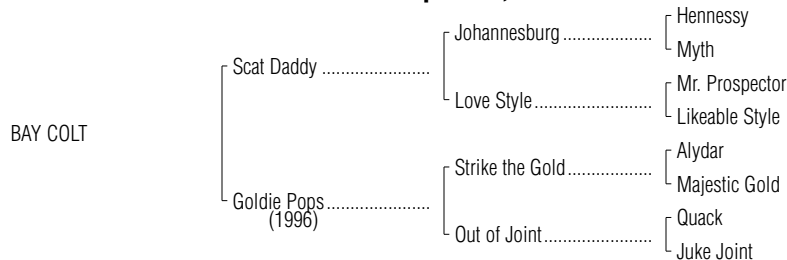 Hennessy
Johannesburg ....................
Myth
Scat Daddy .......................
Mr. Prospector
Love Style..........................
Likeable Style
BAY COLT
Alydar
Strike the Gold..................
Majestic Gold
Goldie Pops......................
(1996)
Quack
Out of Joint.......................
Juke Joint